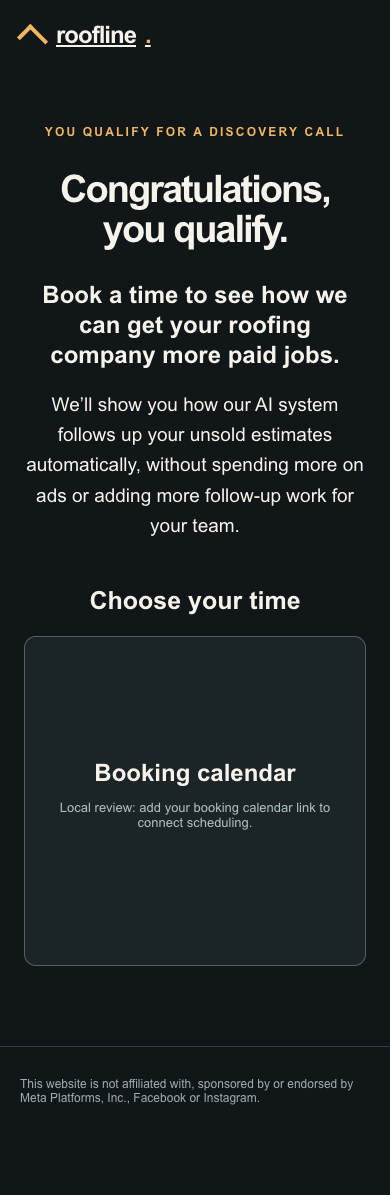 roofline.
YOU QUALIFY FOR A DISCOVERY CALL
Congratulations,
you qualify.
Book a time to see how we
can get your roofing
company more paid jobs.
We’ll show you how our AI system
follows up your unsold estimates
automatically, without spending more on
ads or adding more follow-up work for
your team.
Choose your time
Booking calendar
Local review: add your booking calendar link to
connect scheduling.
This website is not affiliated with, sponsored by or endorsed by
Meta Platforms, Inc., Facebook or Instagram.